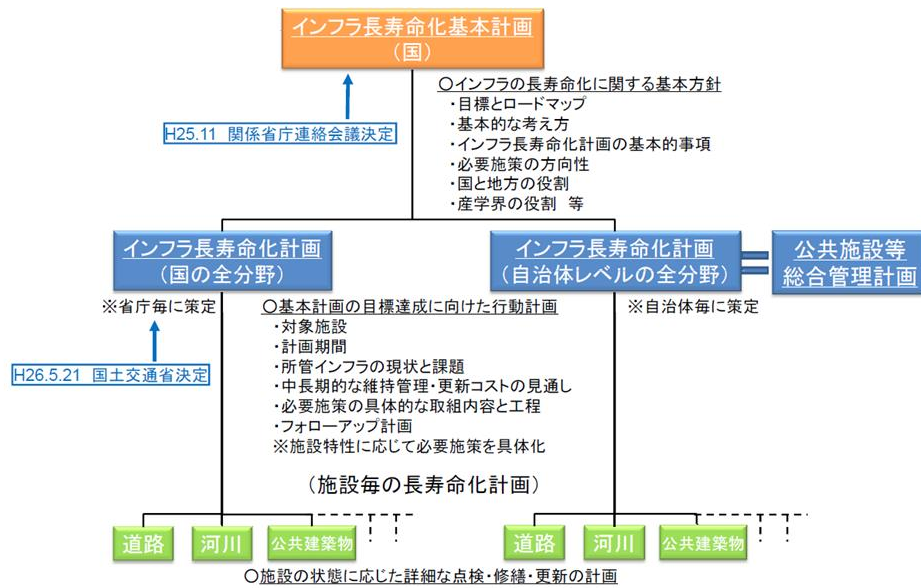 インフラ長寿命化基本計画
(国)
〇インフラの長寿命化に関する基本方針
・目標とロードマップ
・基本的な考え方
・インフラ長寿命化計画の基本的事項
・必要施策の方向性
・国と地方の役割
・産学界の役割 等
H25.11 関係省庁連絡会議決定
インフラ長寿命化計画
(国の全分野)
インフラ長寿命化計画
(自治体レベルの全分野)
公共施設等
総合管理計画
※省庁毎に策定
※自治体毎に策定
H26.5.21 国土交通省決定
〇基本計画の目標達成に向けた行動計画
・対象施設
・計画期間
・所管インフラの現状と課題
・中長期的な維持管理・更新コストの見通し
・必要施策の具体的な取組内容と工程
・フォローアップ計画
※施設特性に応じて必要施策を具体化
(施設毎の長寿命化計画)
道路
河川
公共建築物
道路
河川
公共建築物
〇施設の状態に応じた詳細な点検・修繕・更新の計画